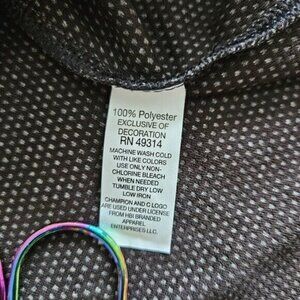 100% Polyester
EXCLUSIVE OF
DECORATION
RN 49314
MACHINE WASH COLD
WITH LIKE COLORS
USE ONLY NON-
CHLORINE BLEACH
WHEN NEEDED
TUMBLE DRY LOW
LOW IRON
CHAMPION AND C LOGO
ARE USED UNDER LICENSE
FROM HBI BRANDED
APPAREL
ENTERPRISES LLC.